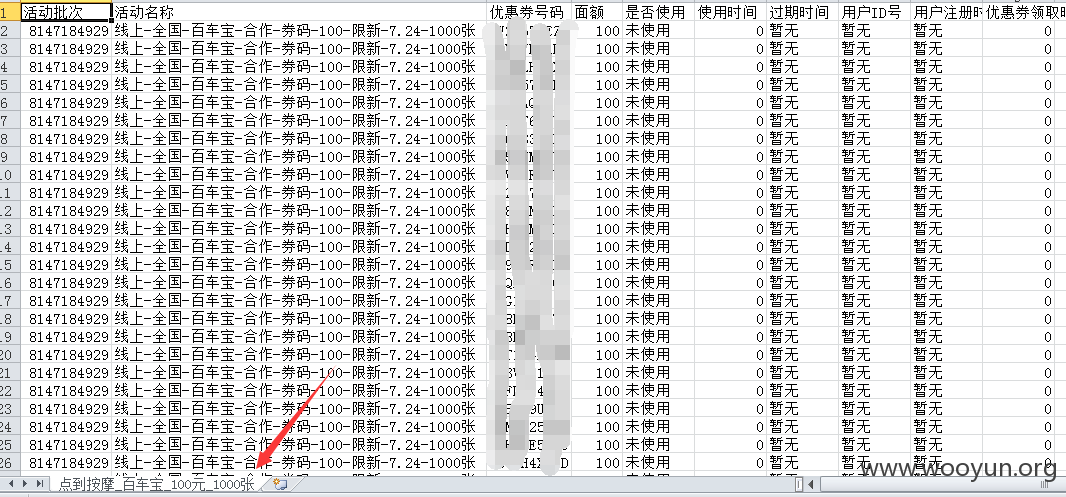 1 活动批次 活动名称 优惠券号码 面额 是否使用 使用时间 过期时间 用户ID号 用户注册时 优惠券领取时
2 8147184929 线上-全国-百车宝-合作-券码-100-限新-7.24-1000张 100 未使用 0 暂无 暂无 暂无 0
3 8147184929 线上-全国-百车宝-合作-券码-100-限新-7.24-1000张 100 未使用 0 暂无 暂无 暂无 0
4 8147184929 线上-全国-百车宝-合作-券码-100-限新-7.24-1000张 100 未使用 0 暂无 暂无 暂无 0
5 8147184929 线上-全国-百车宝-合作-券码-100-限新-7.24-1000张 100 未使用 0 暂无 暂无 暂无 0
6 8147184929 线上-全国-百车宝-合作-券码-100-限新-7.24-1000张 100 未使用 0 暂无 暂无 暂无 0
7 8147184929 线上-全国-百车宝-合作-券码-100-限新-7.24-1000张 100 未使用 0 暂无 暂无 暂无 0
8 8147184929 线上-全国-百车宝-合作-券码-100-限新-7.24-1000张 100 未使用 0 暂无 暂无 暂无 0
9 8147184929 线上-全国-百车宝-合作-券码-100-限新-7.24-1000张 100 未使用 0 暂无 暂无 暂无 0
10 8147184929 线上-全国-百车宝-合作-券码-100-限新-7.24-1000张 100 未使用 0 暂无 暂无 暂无 0
11 8147184929 线上-全国-百车宝-合作-券码-100-限新-7.24-1000张 100 未使用 0 暂无 暂无 暂无 0
12 8147184929 线上-全国-百车宝-合作-券码-100-限新-7.24-1000张 100 未使用 0 暂无 暂无 暂无 0
13 8147184929 线上-全国-百车宝-合作-券码-100-限新-7.24-1000张 100 未使用 0 暂无 暂无 暂无 0
14 8147184929 线上-全国-百车宝-合作-券码-100-限新-7.24-1000张 100 未使用 0 暂无 暂无 暂无 0
15 8147184929 线上-全国-百车宝-合作-券码-100-限新-7.24-1000张 100 未使用 0 暂无 暂无 暂无 0
16 8147184929 线上-全国-百车宝-合作-券码-100-限新-7.24-1000张 100 未使用 0 暂无 暂无 暂无 0
17 8147184929 线上-全国-百车宝-合作-券码-100-限新-7.24-1000张 100 未使用 0 暂无 暂无 暂无 0
18 8147184929 线上-全国-百车宝-合作-券码-100-限新-7.24-1000张 100 未使用 0 暂无 暂无 暂无 0
19 8147184929 线上-全国-百车宝-合作-券码-100-限新-7.24-1000张 100 未使用 0 暂无 暂无 暂无 0
20 8147184929 线上-全国-百车宝-合作-券码-100-限新-7.24-1000张 100 未使用 0 暂无 暂无 暂无 0
21 8147184929 线上-全国-百车宝-合作-券码-100-限新-7.24-1000张 100 未使用 0 暂无 暂无 暂无 0
22 8147184929 线上-全国-百车宝-合作-券码-100-限新-7.24-1000张 100 未使用 0 暂无 暂无 暂无 0
23 8147184929 线上-全国-百车宝-合作-券码-100-限新-7.24-1000张 100 未使用 0 暂无 暂无 暂无 0
24 8147184929 线上-全国-百车宝-合作-券码-100-限新-7.24-1000张 100 未使用 0 暂无 暂无 暂无 0
25 8147184929 线上-全国-百车宝-合作-券码-100-限新-7.24-1000张 100 未使用 0 暂无 暂无 暂无 0
26 8147184929 线上-全国-百车宝-合作-券码-100-限新-7.24-1000张 100 未使用 0 暂无 暂无 暂无 0
点到按摩_百车宝_100元_1000张
www.wooyun.org